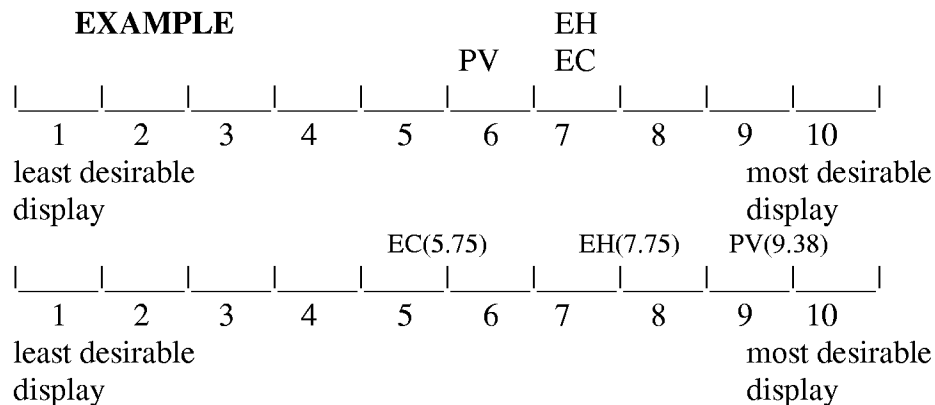 EXAMPLE EH
PV EC
1 2 3 4 5 6 7 8 9 10
least desirable most desirable
display display
EC(5.75) EH(7.75) PV(9.38)
1 2 3 4 5 6 7 8 9 10
least desirable most desirable
display display